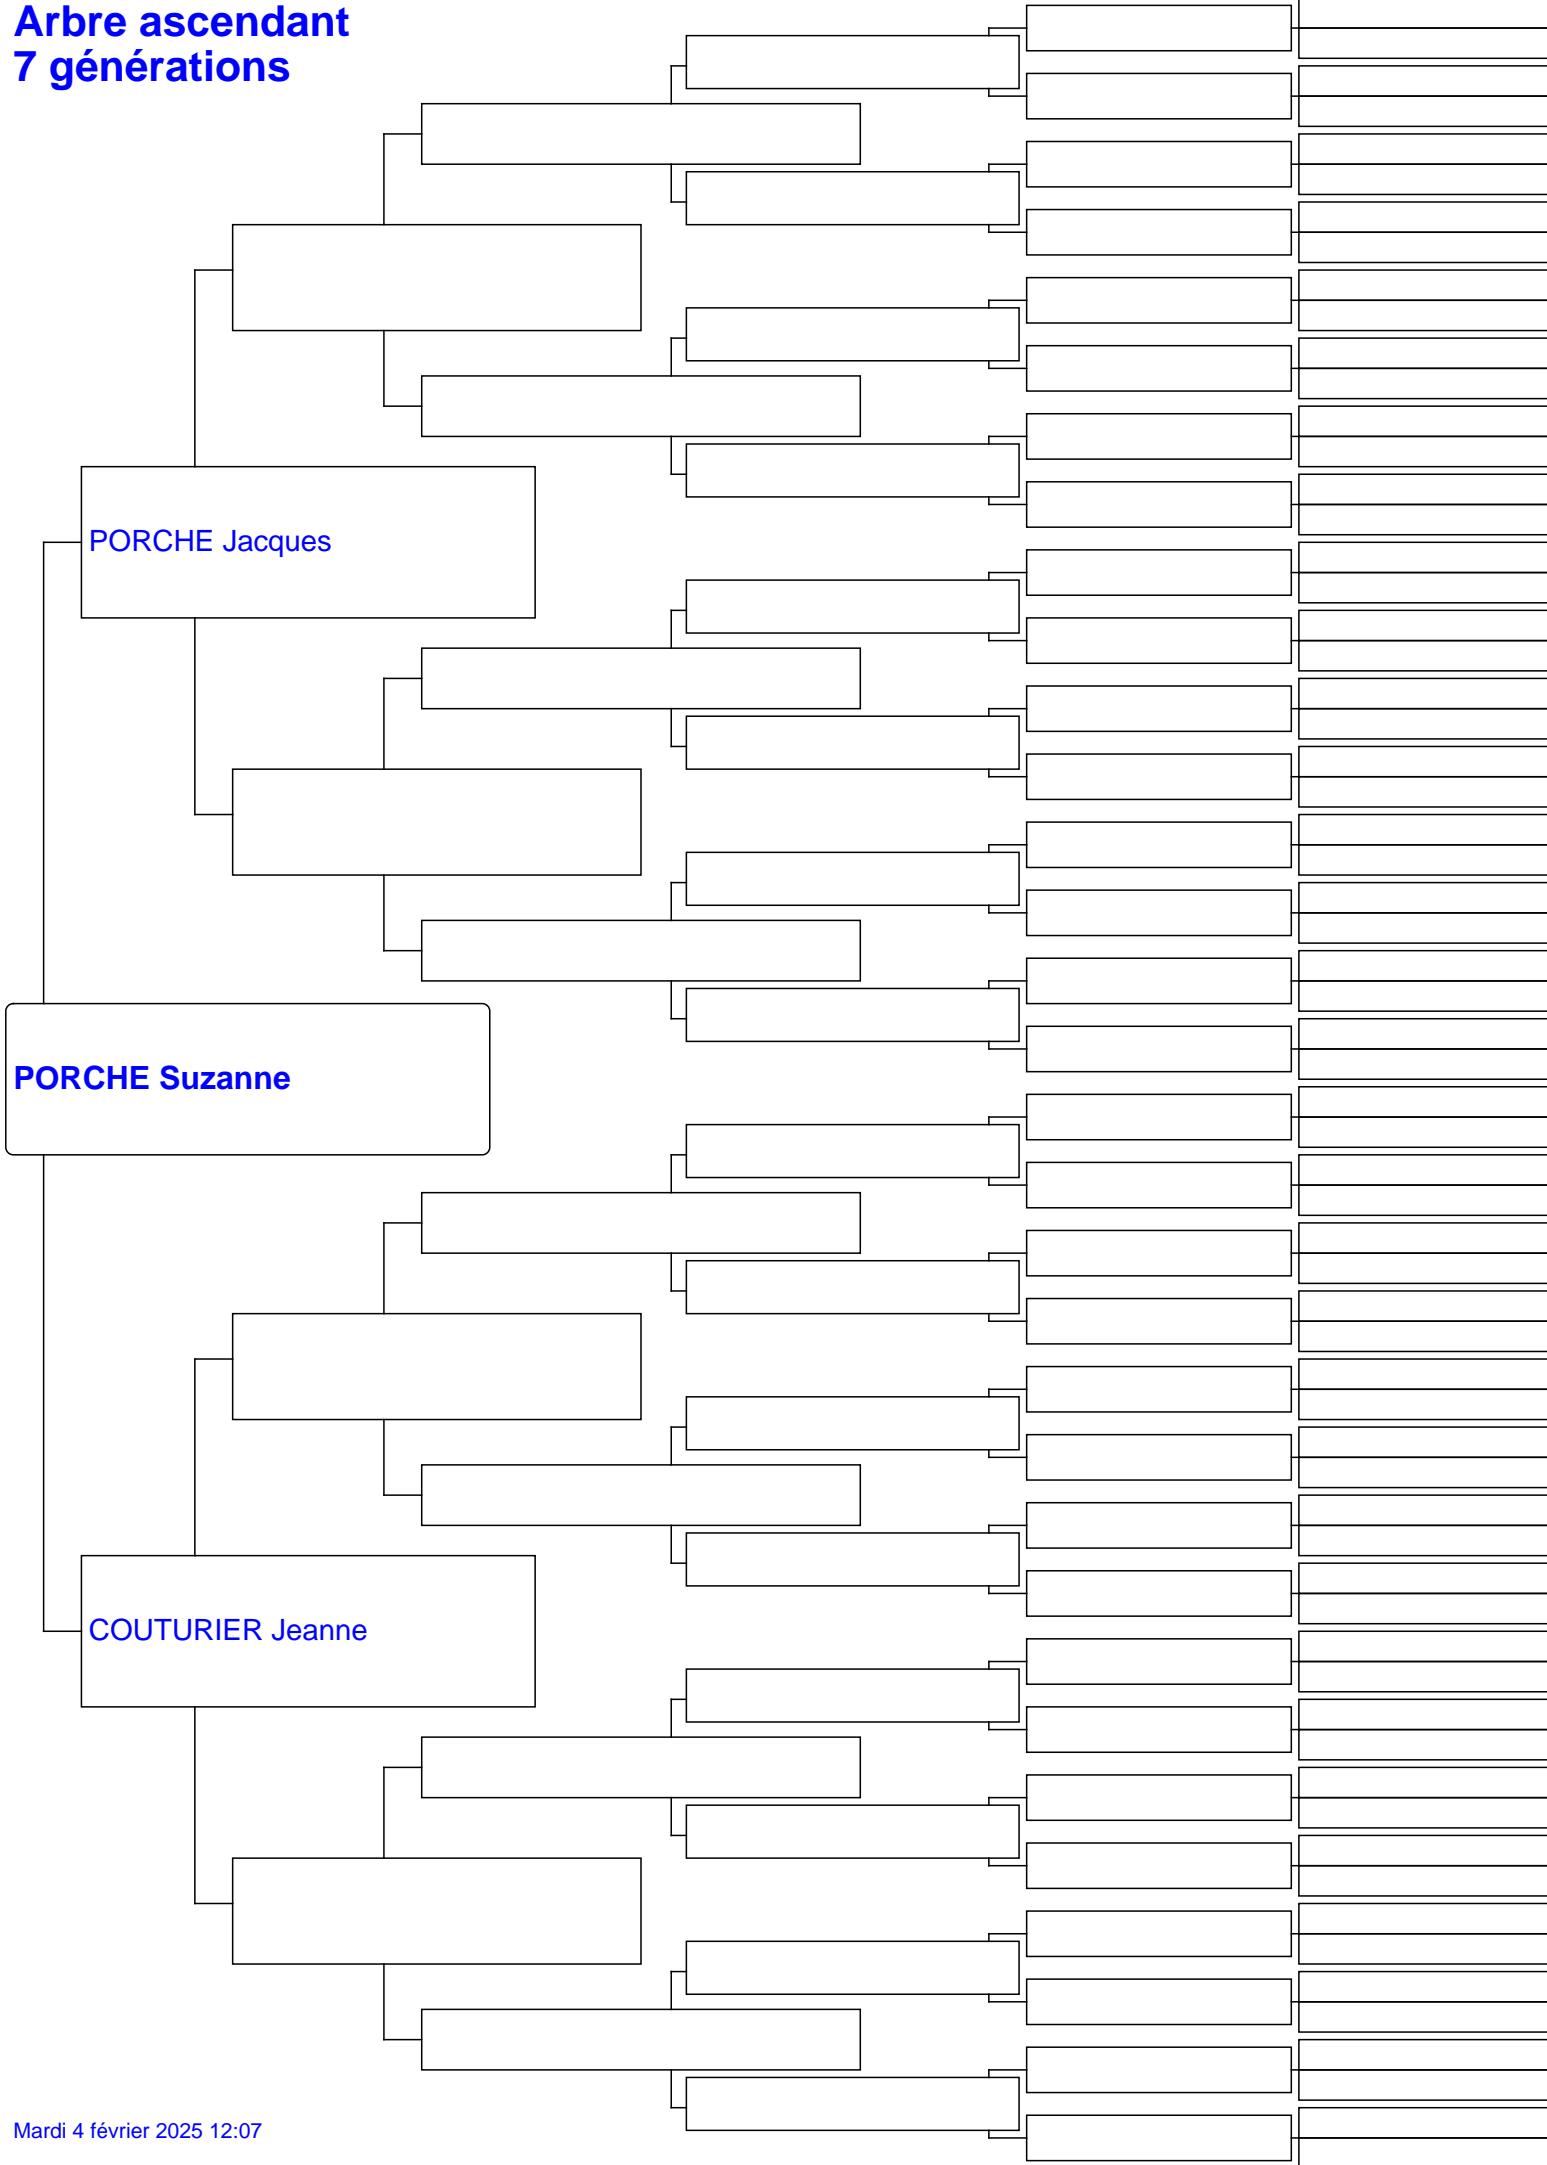 Arbre ascendant
7 générations
PORCHE Jacques
PORCHE Suzanne
COUTURIER Jeanne
Mardi 4 février 2025 12:07